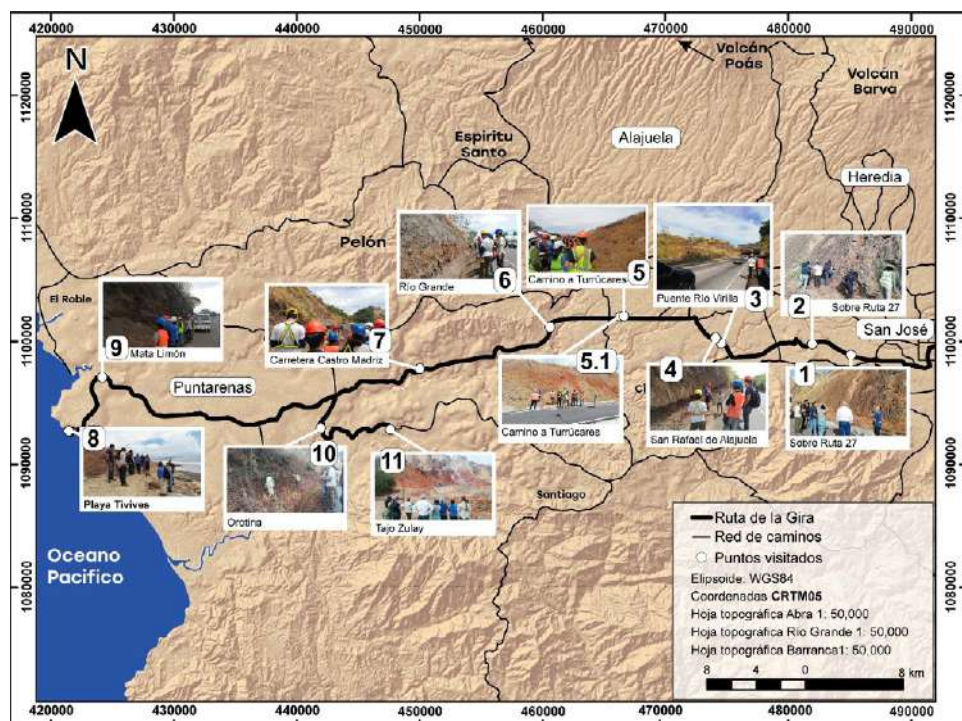 420000
430000
440000
450000
460000
470000
480000
490000
N
Volcán
Poás
Volcán
Barva
1120000
1120000
Espíritu
Santo
Alajuela
Heredia
1110000
1110000
Pelón
Río Grande
6
Camino a Turrúcares
5
Puente Río Virilla
3
2
Sobre Ruta 27
El Roble
San José
1100000
1100000
9
Mata Limón
Carretera Castro Madriz
7
Puntarenas
5.1
Camino a Turrúcares
4
San Rafael de Alajuela
1
Sobre Ruta 27
8
Playa Tivives
10
Orotina
11
Tajo Zulay
1090000
1090000
Santiago
Oceano
Pacifico
1080000
1080000
Ruta de la Gira
Red de caminos
Puntos visitados
Elipsoide: WGS84
Coordenadas CRTM05
Hoja topográfica Abra 1: 50,000
Hoja topográfica Río Grande 1: 50,000
Hoja topográfica Barranca1: 50,000
8 4 0 8 km
420000
430000
440000
450000
460000
470000
480000
490000